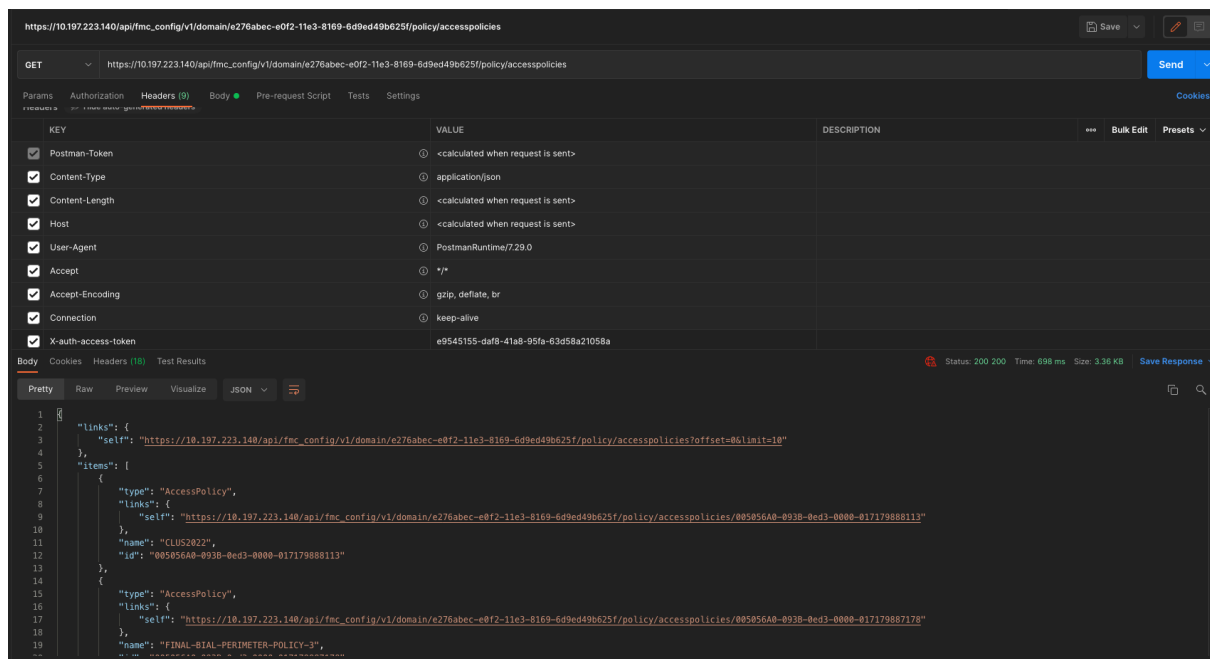 https://10.197.223.140/api/fmc_config/v1/domain/e276abec-e0f2-11e3-8169-6d9ed49b625f/policy/accesspolicies Save
GET https://10.197.223.140/api/fmc_config/v1/domain/e276abec-e0f2-11e3-8169-6d9ed49b625f/policy/accesspolicies Send
Params Authorization Headers (9) Body Pre-request Script Tests Settings Cookies
Headers Hide auto-generated headers
KEY VALUE DESCRIPTION Bulk Edit Presets
Postman-Token <calculated when request is sent>
Content-Type application/json
Content-Length <calculated when request is sent>
Host <calculated when request is sent>
User-Agent PostmanRuntime/7.29.0
Accept */*
Accept-Encoding gzip, deflate, br
Connection keep-alive
X-auth-access-token e9545155-daf8-41a8-95fa-63d58a21058a
Body Cookies Headers (18) Test Results Status: 200 200 Time: 698 ms Size: 3.36 KB Save Response
Pretty Raw Preview Visualize JSON
1 {
2 "links": {
3 "self": "https://10.197.223.140/api/fmc_config/v1/domain/e276abec-e0f2-11e3-8169-6d9ed49b625f/policy/accesspolicies?offset=0&limit=10"
4 },
5 "items": [
6 {
7 "type": "AccessPolicy",
8 "links": {
9 "self": "https://10.197.223.140/api/fmc_config/v1/domain/e276abec-e0f2-11e3-8169-6d9ed49b625f/policy/accesspolicies/005056A0-093B-0ed3-0000-017179888113"
10 },
11 "name": "CLUS2022",
12 "id": "005056A0-093B-0ed3-0000-017179888113"
13 },
14 {
15 "type": "AccessPolicy",
16 "links": {
17 "self": "https://10.197.223.140/api/fmc_config/v1/domain/e276abec-e0f2-11e3-8169-6d9ed49b625f/policy/accesspolicies/005056A0-093B-0ed3-0000-017179887178"
18 },
19 "name": "FINAL-BIAL-PERIMETER-POLICY-3",